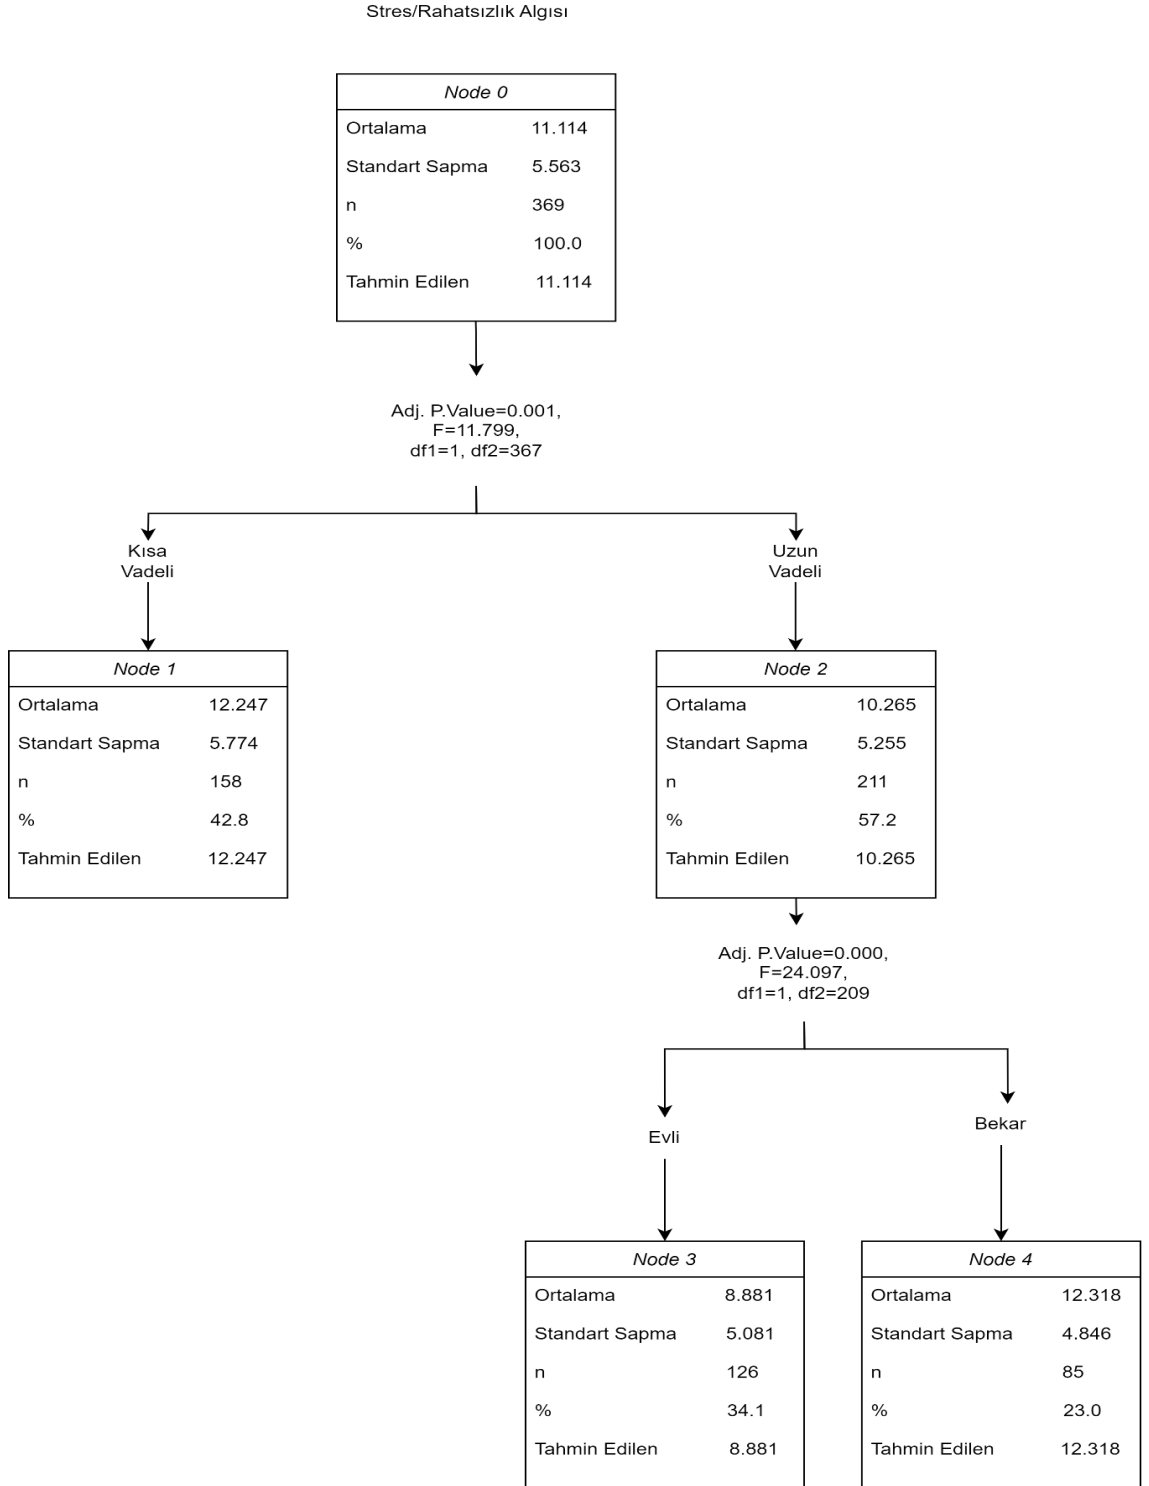 Stres/Rahatsızlık Algısı
Node 0
Ortalama 11.114
Standart Sapma 5.563
n 369
% 100.0
Tahmin Edilen 11.114
Adj. P.Value=0.001,
F=11.799,
df1=1, df2=367
Kısa
Vadeli
Uzun
Vadeli
Node 1
Ortalama 12.247
Standart Sapma 5.774
n 158
% 42.8
Tahmin Edilen 12.247
Node 2
Ortalama 10.265
Standart Sapma 5.255
n 211
% 57.2
Tahmin Edilen 10.265
Adj. P.Value=0.000,
F=24.097,
df1=1, df2=209
Evli
Bekar
Node 3
Ortalama 8.881
Standart Sapma 5.081
n 126
% 34.1
Tahmin Edilen 8.881
Node 4
Ortalama 12.318
Standart Sapma 4.846
n 85
% 23.0
Tahmin Edilen 12.318